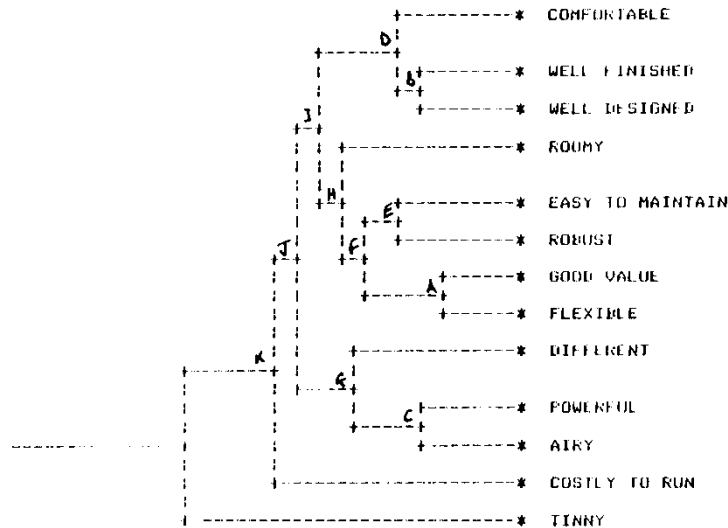 D
COMFORTABLE
B
WELL FINISHED
WELL DESIGNED
I
ROOMY
H
E
EASY TO MAINTAIN
F
ROBUST
J
GOOD VALUE
A
FLEXIBLE
DIFFERENT
K
G
POWERFUL
C
AIRY
COSTLY TO RUN
TINNY